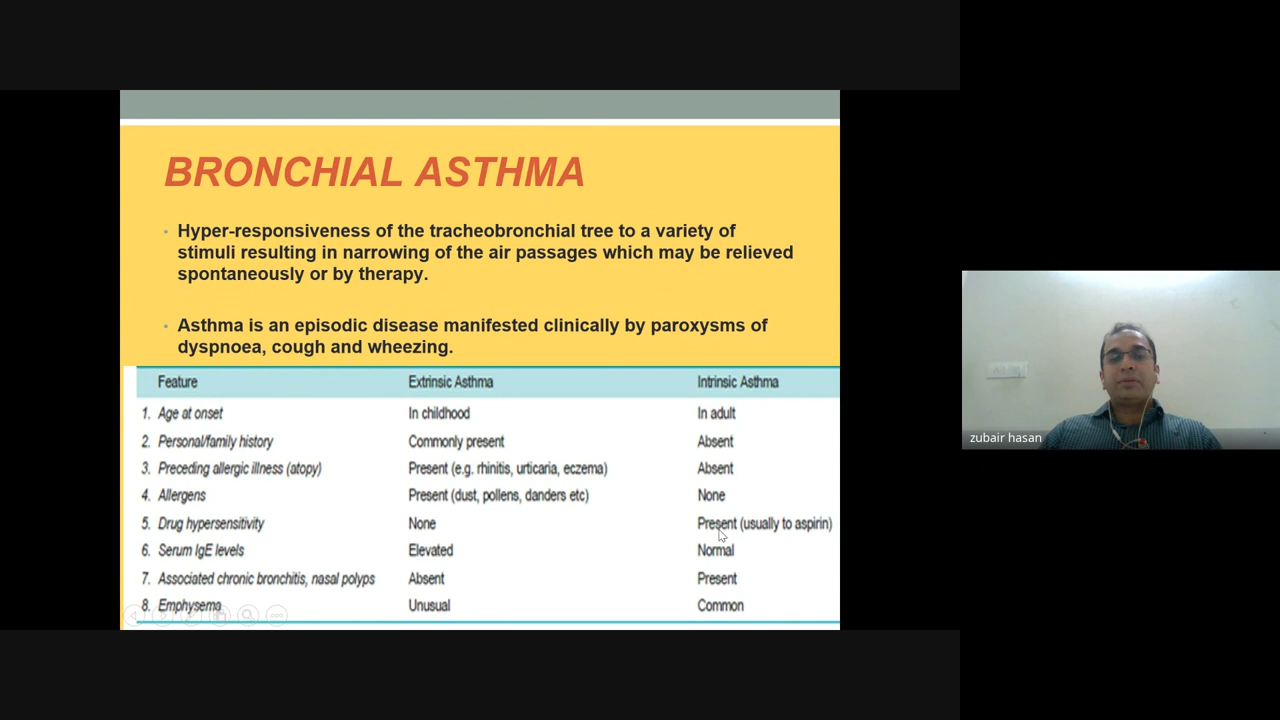 BRONCHIAL ASTHMA
• Hyper-responsiveness of the tracheobronchial tree to a variety of
stimuli resulting in narrowing of the air passages which may be relieved
spontaneously or by therapy.
• Asthma is an episodic disease manifested clinically by paroxysms of
dyspnoea, cough and wheezing.
Feature Extrinsic Asthma Intrinsic Asthma
1. Age at onset In childhood In adult
2. Personal/family history Commonly present Absent
3. Preceding allergic illness (atopy) Present (e.g. rhinitis, urticaria, eczema) Absent
4. Allergens Present (dust, pollens, danders etc) None
5. Drug hypersensitivity None Present (usually to aspirin)
6. Serum IgE levels Elevated Normal
7. Associated chronic bronchitis, nasal polyps Absent Present
8. Emphysema Unusual Common
zubair hasan